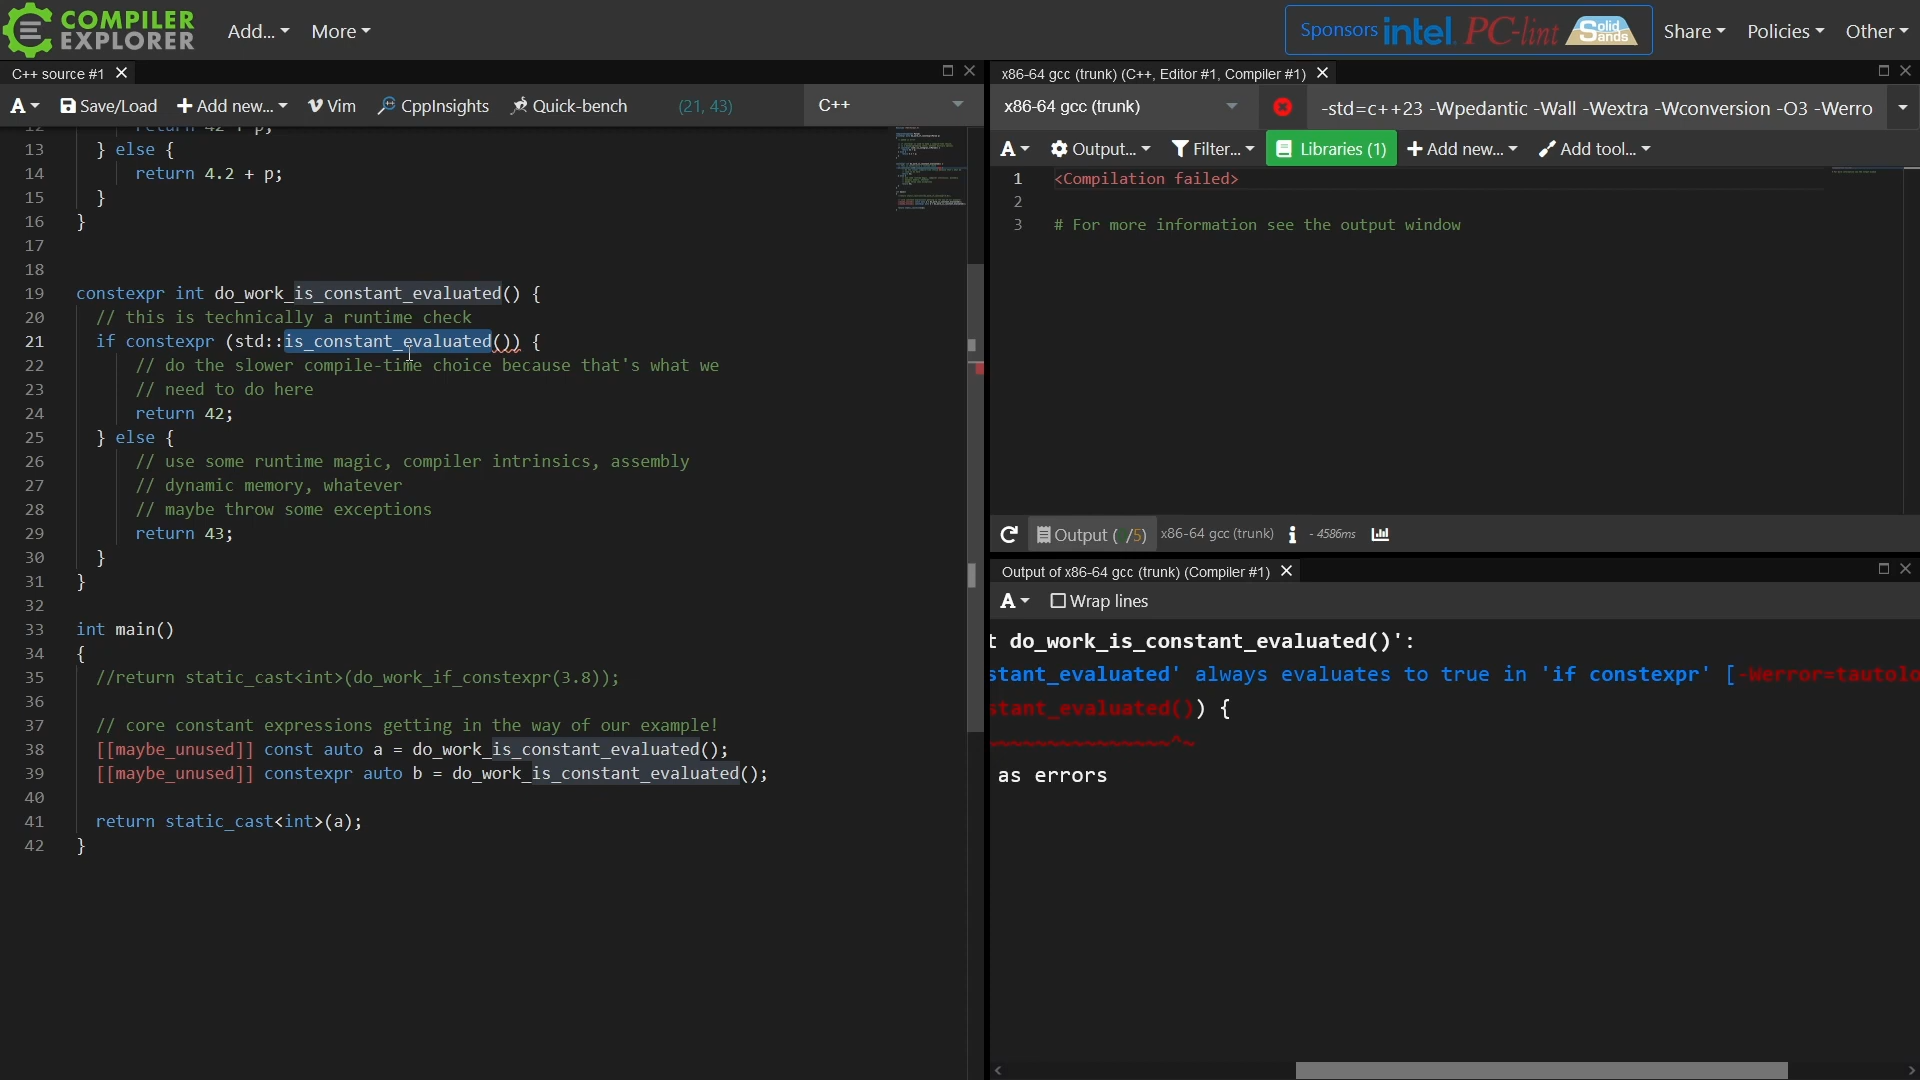 COMPILER
EXPLORER
Add...
More
Sponsors intel. PC-lint Solid Sands
Share
Policies
Other
C++ source #1
A
Save/Load
Add new...
Vim
CppInsights
Quick-bench
(21, 43)
C++
13 } else {
14 return 4.2 + p;
15 }
16 }
17
18
19 constexpr int do_work_is_constant_evaluated() {
20 // this is technically a runtime check
21 if constexpr (std::is_constant_evaluated()) {
22 // do the slower compile-time choice because that's what we
23 // need to do here
24 return 42;
25 } else {
26 // use some runtime magic, compiler intrinsics, assembly
27 // dynamic memory, whatever
28 // maybe throw some exceptions
29 return 43;
30 }
31 }
32
33 int main()
34 {
35 //return static_cast<int>(do_work_if_constexpr(3.8));
36
37 // core constant expressions getting in the way of our example!
38 [[maybe_unused]] const auto a = do_work_is_constant_evaluated();
39 [[maybe_unused]] constexpr auto b = do_work_is_constant_evaluated();
40
41 return static_cast<int>(a);
42 }
x86-64 gcc (trunk) (C++, Editor #1, Compiler #1)
x86-64 gcc (trunk)
-std=c++23 -Wpedantic -Wall -Wextra -Wconversion -O3 -Werro
A
Output...
Filter...
Libraries (1)
Add new...
Add tool...
1 <Compilation failed>
2
3 # For more information see the output window
Output ( /5)
x86-64 gcc (trunk)
- 4586ms
Output of x86-64 gcc (trunk) (Compiler #1)
A
Wrap lines
t do_work_is_constant_evaluated()':
stant_evaluated' always evaluates to true in 'if constexpr' [-Werror=tautolo
stant_evaluated()) {
~~~~~~~~~~~~~~~^~
as errors